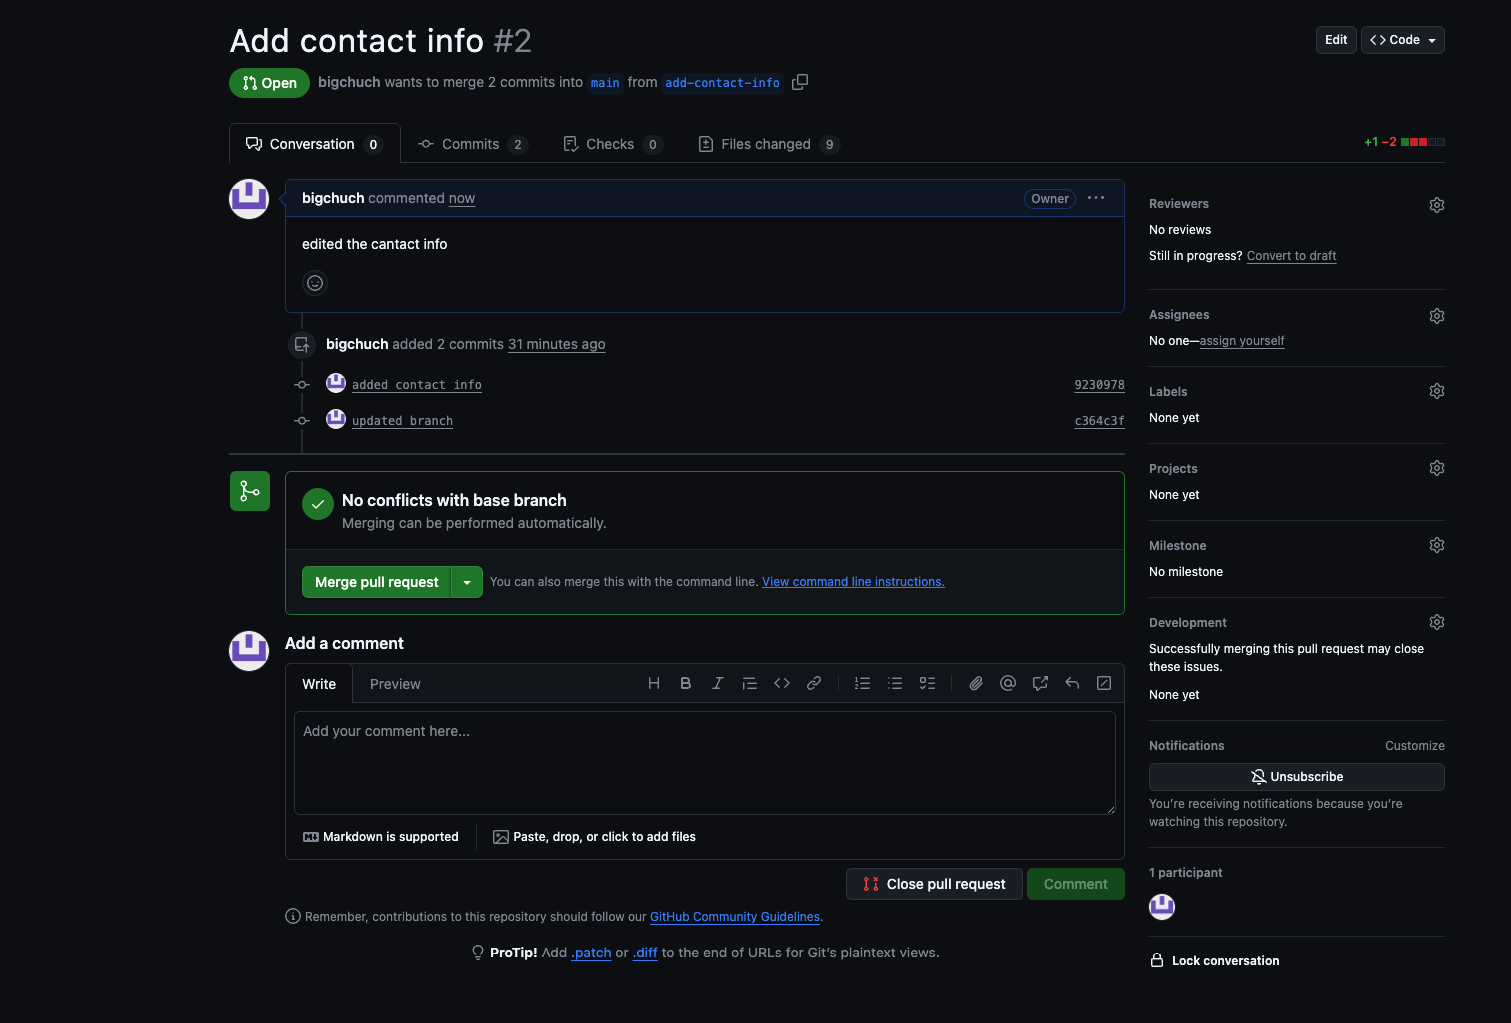 Add contact info #2
Edit
Code
Open
bigchuch wants to merge 2 commits into main from add-contact-info
Conversation 0
Commits 2
Checks 0
Files changed 9
+1 −2
bigchuch commented now
Owner
edited the cantact info
bigchuch added 2 commits 31 minutes ago
added contact info
9230978
updated branch
c364c3f
No conflicts with base branch
Merging can be performed automatically.
Merge pull request
You can also merge this with the command line. View command line instructions.
Add a comment
Write
Preview
Add your comment here...
Markdown is supported
Paste, drop, or click to add files
Close pull request
Comment
Remember, contributions to this repository should follow our GitHub Community Guidelines.
ProTip! Add .patch or .diff to the end of URLs for Git's plaintext views.
Reviewers
No reviews
Still in progress? Convert to draft
Assignees
No one—assign yourself
Labels
None yet
Projects
None yet
Milestone
No milestone
Development
Successfully merging this pull request may close
these issues.
None yet
Notifications
Customize
Unsubscribe
You're receiving notifications because you're
watching this repository.
1 participant
Lock conversation